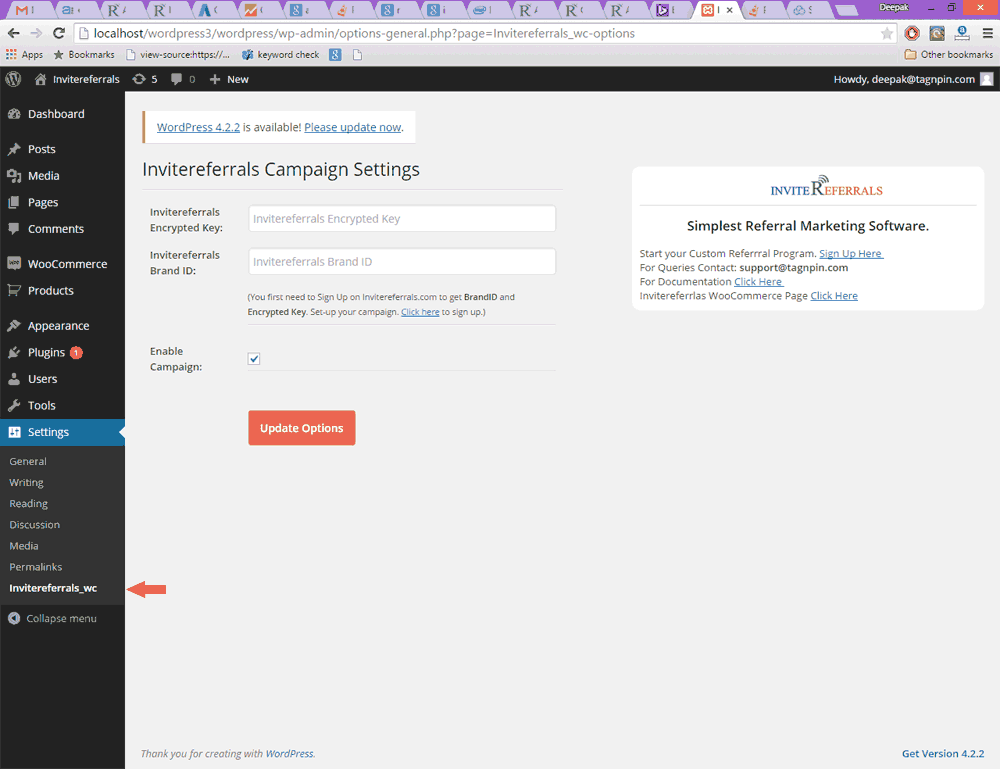 Deepak
localhost/wordpress3/wordpress/wp-admin/options-general.php?page=Invitereferrals_wc-options
Apps Bookmarks view-source:https://... keyword check Other bookmarks
Invitereferrals 5 0 New Howdy, deepak@tagnpin.com
Dashboard
Posts
Media
Pages
Comments
WooCommerce
Products
Appearance
Plugins 1
Users
Tools
Settings
General
Writing
Reading
Discussion
Media
Permalinks
Invitereferrals_wc
Collapse menu
WordPress 4.2.2 is available! Please update now.
Invitereferrals Campaign Settings
Invitereferrals
Encrypted Key:
Invitereferrals Encrypted Key
Invitereferrals
Brand ID:
Invitereferrals Brand ID
(You first need to Sign Up on Invitereferrals.com to get BrandID and
Encrypted Key. Set-up your campaign. Click here to sign up.)
Enable
Campaign:
Update Options
INVITE REFERRALS
Simplest Referral Marketing Software.
Start your Custom Referrral Program. Sign Up Here
For Queries Contact: support@tagnpin.com
For Documentation Click Here
Invitereferrlas WooCommerce Page Click Here
Thank you for creating with WordPress.
Get Version 4.2.2